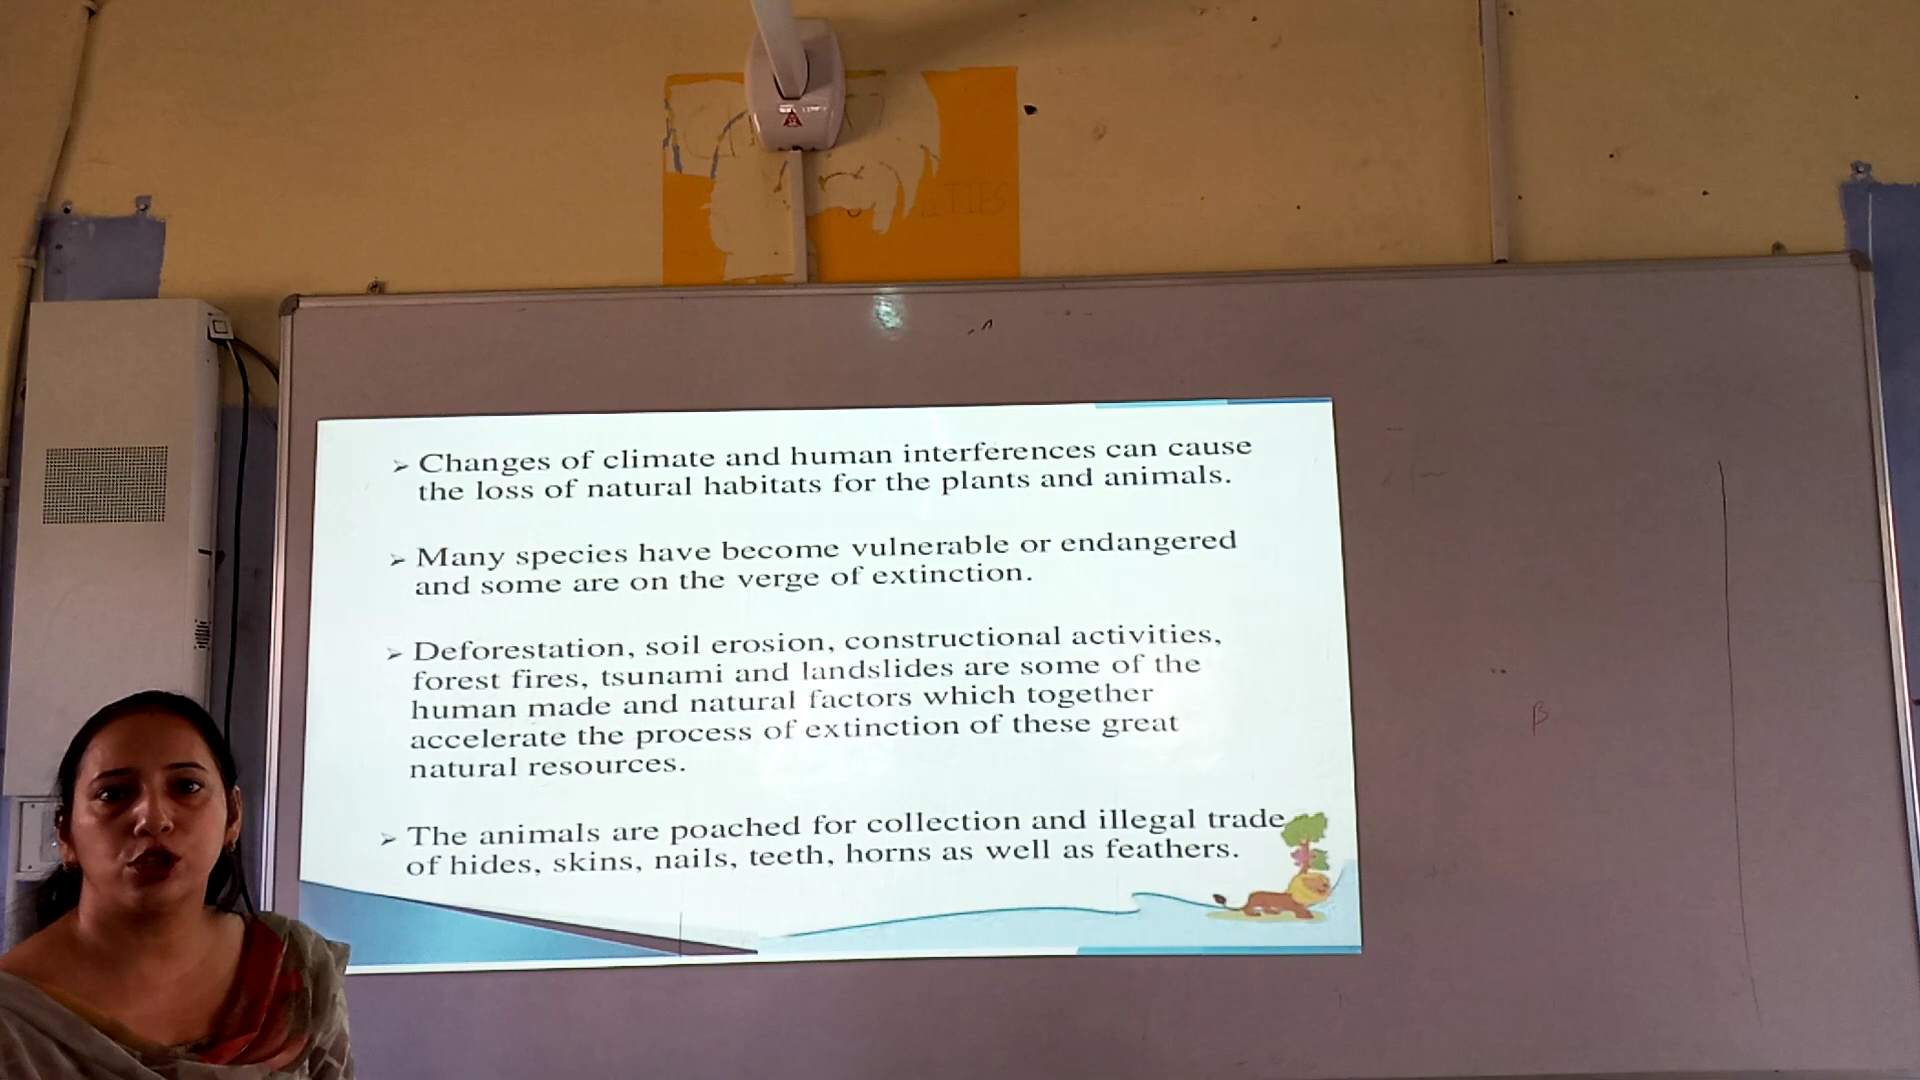 TIES
➢ Changes of climate and human interferences can cause
the loss of natural habitats for the plants and animals.
➢ Many species have become vulnerable or endangered
and some are on the verge of extinction.
➢ Deforestation, soil erosion, constructional activities,
forest fires, tsunami and landslides are some of the
human made and natural factors which together
accelerate the process of extinction of these great
natural resources.
➢ The animals are poached for collection and illegal trade
of hides, skins, nails, teeth, horns as well as feathers.
β